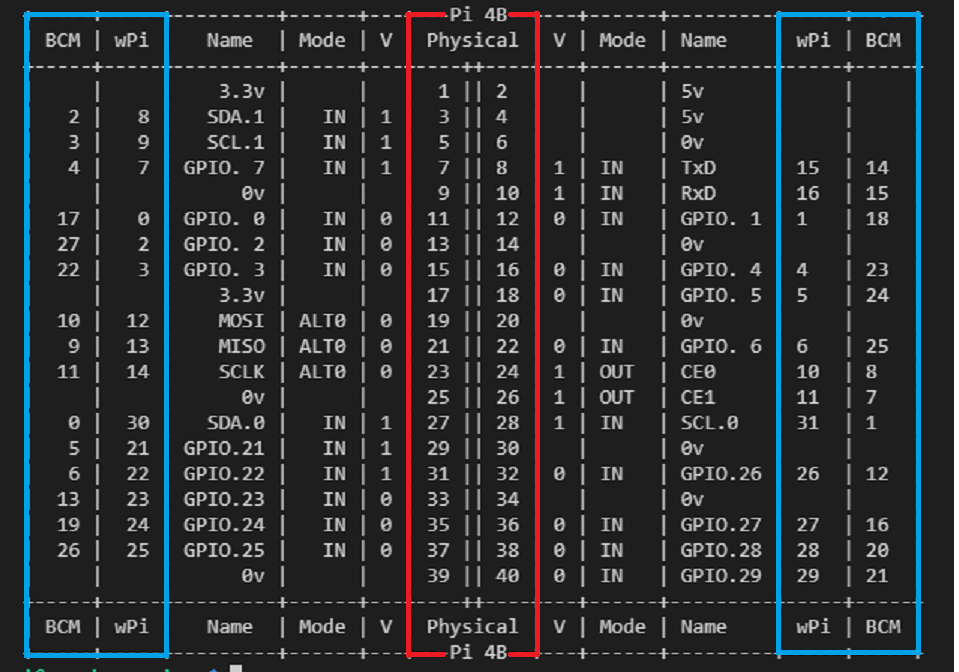 Pi 4B
BCM | wPi | Name | Mode | V | Physical | V | Mode | Name | wPi | BCM
| | 3.3v | | | 1 || 2 | | | 5v | |
2 | 8 | SDA.1 | IN | 1 | 3 || 4 | | | 5v | |
3 | 9 | SCL.1 | IN | 1 | 5 || 6 | | | 0v | |
4 | 7 | GPIO. 7 | IN | 1 | 7 || 8 | 1 | IN | TxD | 15 | 14
| | 0v | | | 9 || 10 | 1 | IN | RxD | 16 | 15
17 | 0 | GPIO. 0 | IN | 0 | 11 || 12 | 0 | IN | GPIO. 1 | 1 | 18
27 | 2 | GPIO. 2 | IN | 0 | 13 || 14 | | | 0v | |
22 | 3 | GPIO. 3 | IN | 0 | 15 || 16 | 0 | IN | GPIO. 4 | 4 | 23
| | 3.3v | | | 17 || 18 | 0 | IN | GPIO. 5 | 5 | 24
10 | 12 | MOSI | ALT0 | 0 | 19 || 20 | | | 0v | |
9 | 13 | MISO | ALT0 | 0 | 21 || 22 | 0 | IN | GPIO. 6 | 6 | 25
11 | 14 | SCLK | ALT0 | 0 | 23 || 24 | 1 | OUT | CE0 | 10 | 8
| | 0v | | | 25 || 26 | 1 | OUT | CE1 | 11 | 7
0 | 30 | SDA.0 | IN | 1 | 27 || 28 | 1 | IN | SCL.0 | 31 | 1
5 | 21 | GPIO.21 | IN | 1 | 29 || 30 | | | 0v | |
6 | 22 | GPIO.22 | IN | 1 | 31 || 32 | 0 | IN | GPIO.26 | 26 | 12
13 | 23 | GPIO.23 | IN | 0 | 33 || 34 | | | 0v | |
19 | 24 | GPIO.24 | IN | 0 | 35 || 36 | 0 | IN | GPIO.27 | 27 | 16
26 | 25 | GPIO.25 | IN | 0 | 37 || 38 | 0 | IN | GPIO.28 | 28 | 20
| | 0v | | | 39 || 40 | 0 | IN | GPIO.29 | 29 | 21
BCM | wPi | Name | Mode | V | Physical | V | Mode | Name | wPi | BCM
Pi 4B